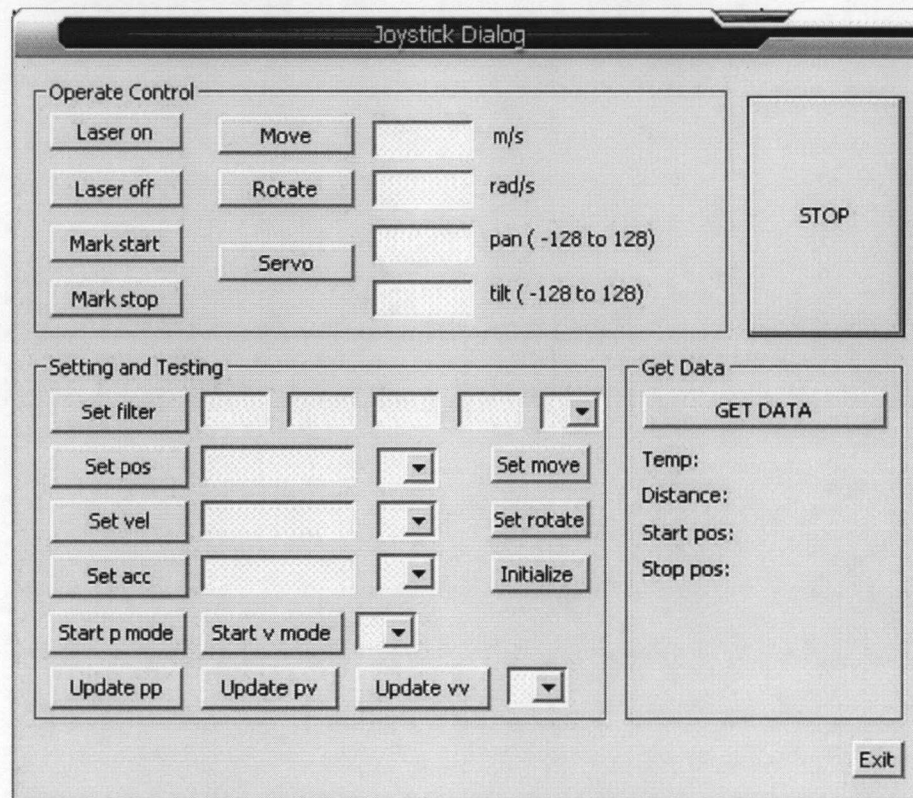 Joystick Dialog
Operate Control
Laser on Move m/s
Laser off Rotate rad/s
Mark start pan ( -128 to 128)
Servo
Mark stop tilt ( -128 to 128)
STOP
Setting and Testing
Set filter
Set pos Set move
Set vel Set rotate
Set acc Initialize
Start p mode Start v mode
Update pp Update pv Update vv
Get Data
GET DATA
Temp:
Distance:
Start pos:
Stop pos:
Exit